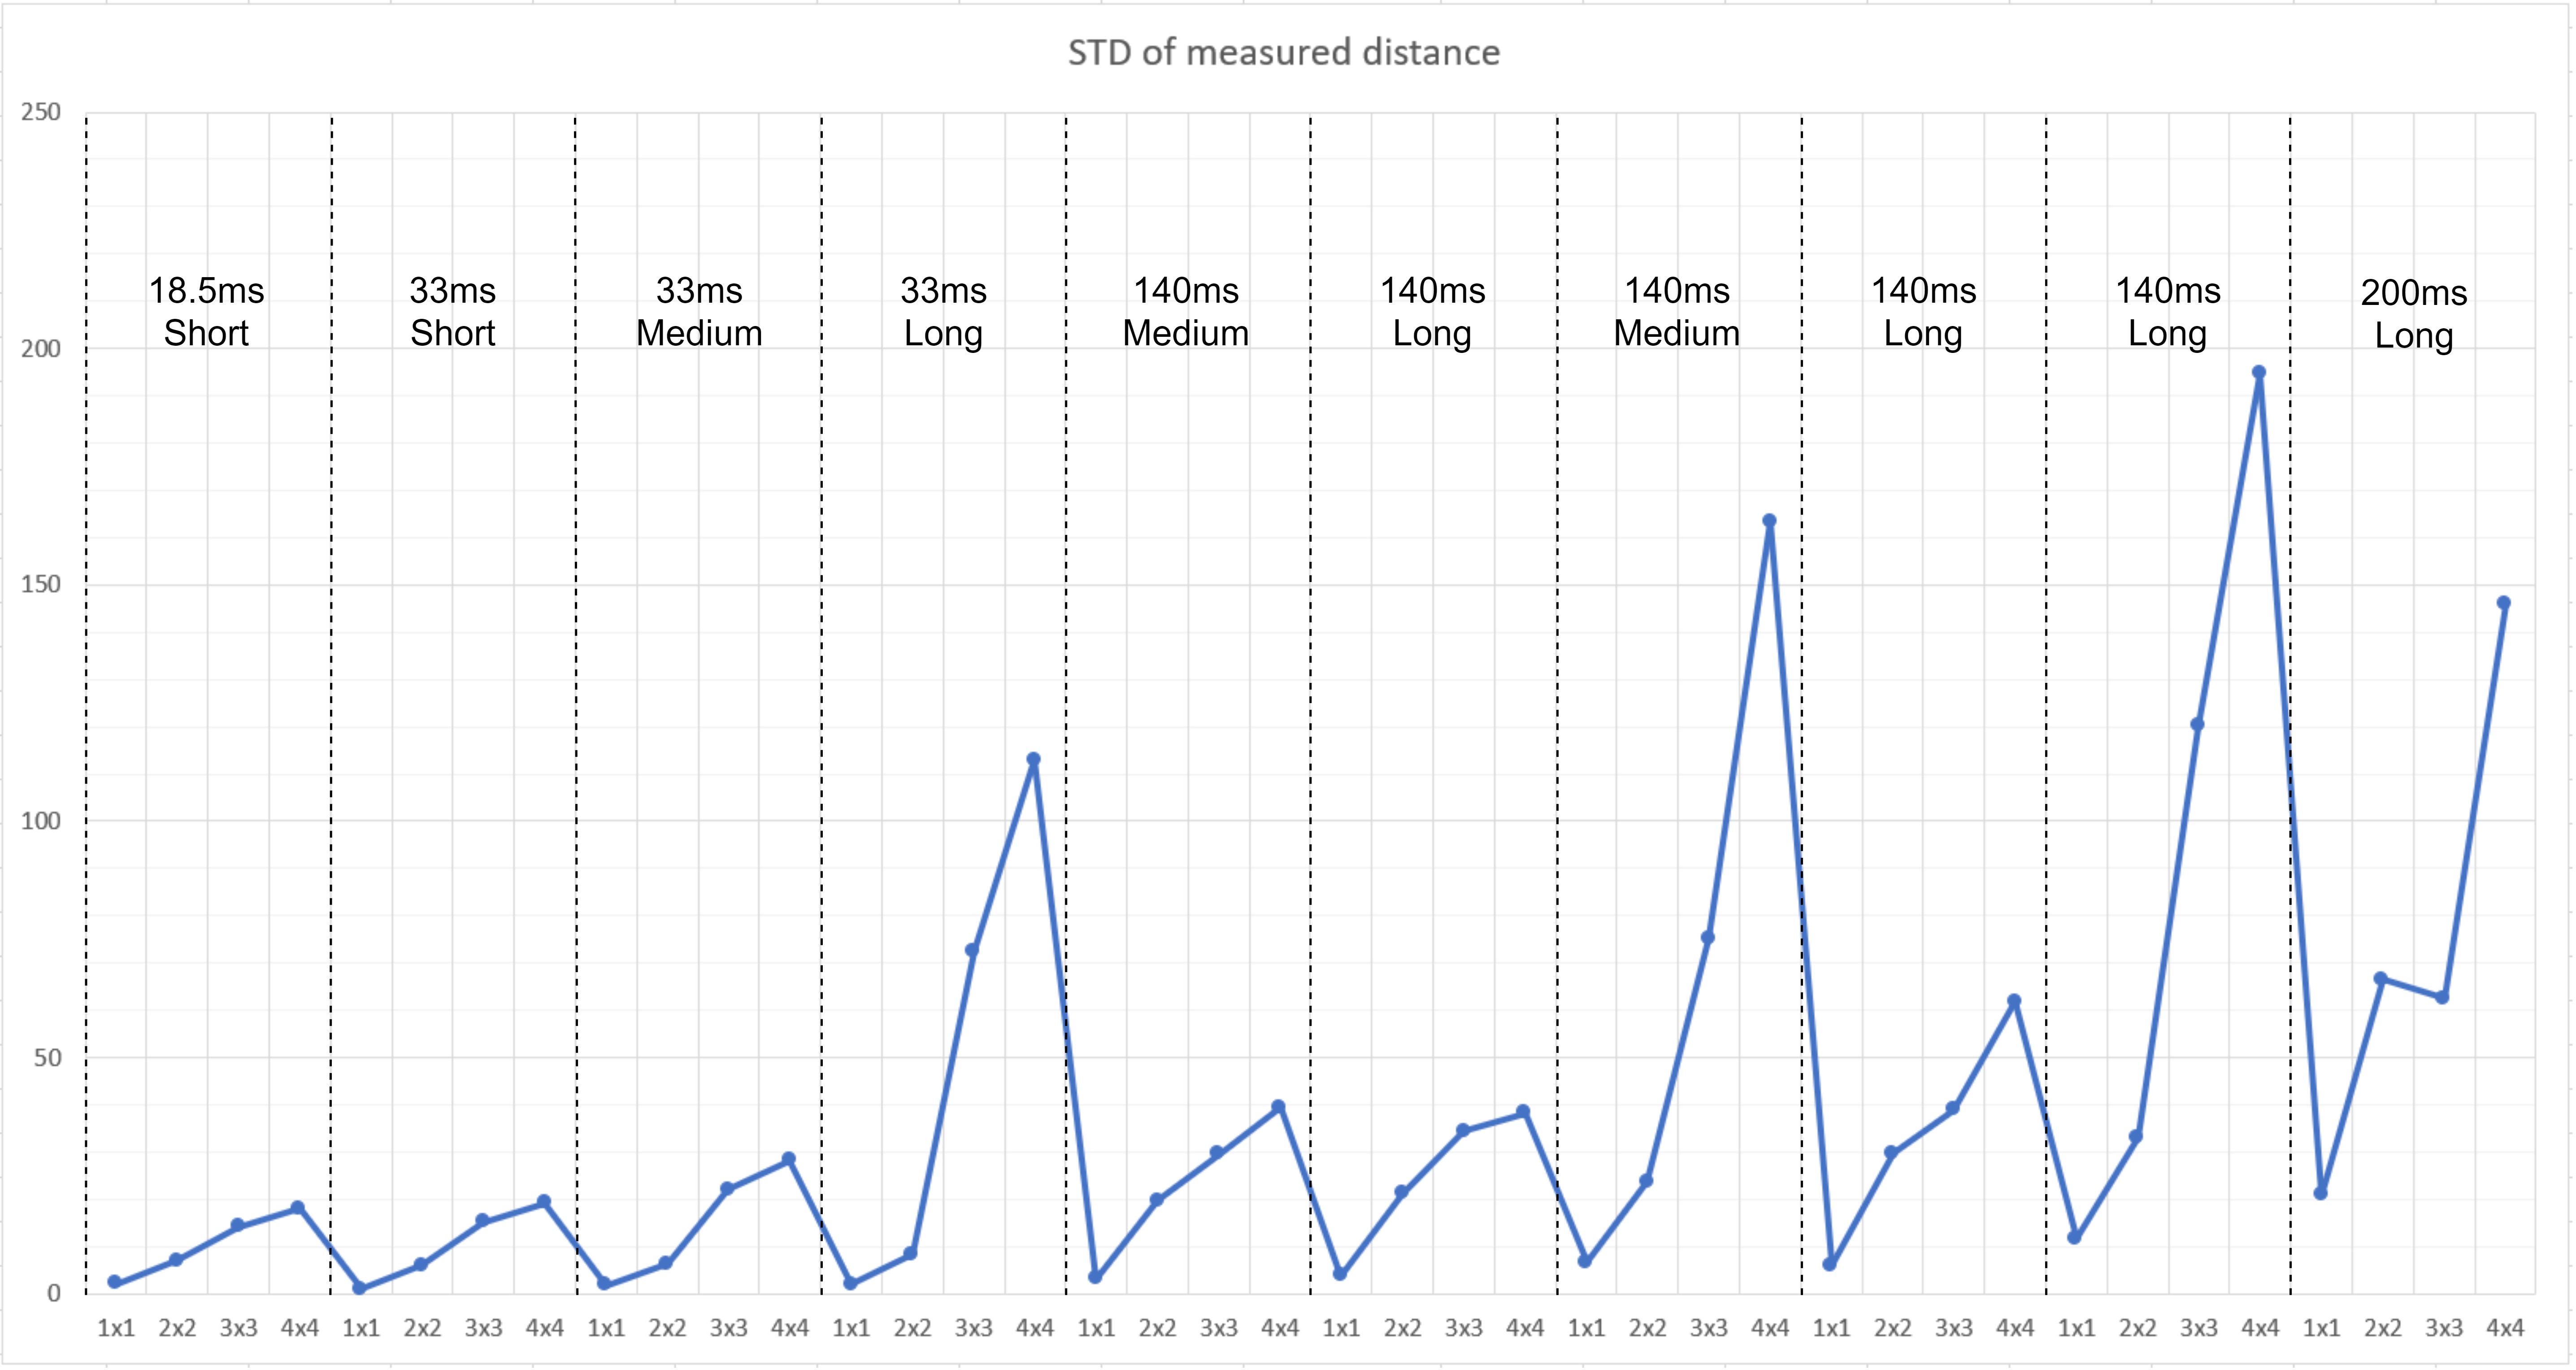 STD of measured distance
250
200
150
100
50
0
18.5ms
Short
33ms
Short
33ms
Medium
33ms
Long
140ms
Medium
140ms
Long
140ms
Medium
140ms
Long
140ms
Long
200ms
Long
1x1 2x2 3x3 4x4 1x1 2x2 3x3 4x4 1x1 2x2 3x3 4x4 1x1 2x2 3x3 4x4 1x1 2x2 3x3 4x4 1x1 2x2 3x3 4x4 1x1 2x2 3x3 4x4 1x1 2x2 3x3 4x4 1x1 2x2 3x3 4x4 1x1 2x2 3x3 4x4